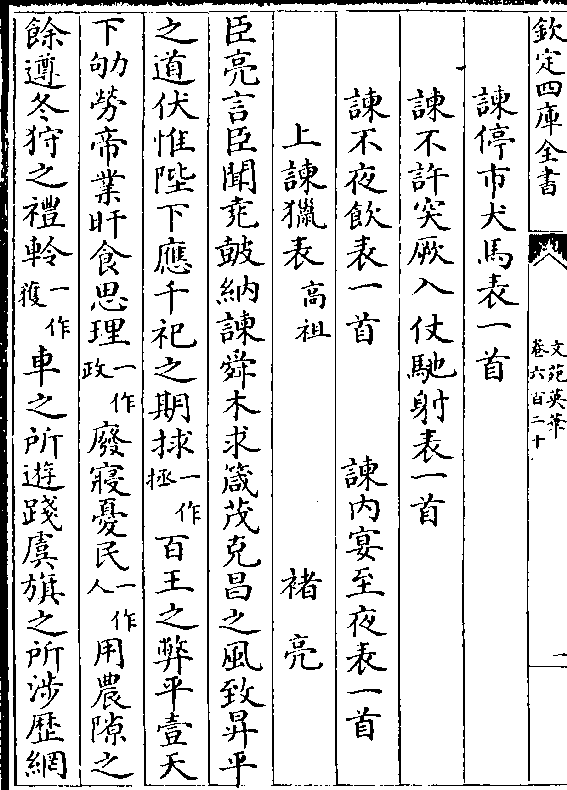 欽定四庫全書
文苑英華
卷六百二十
一
諫停市犬馬表一首
諫不許突厥入仗馳射表一首
諫不夜飲表一首 諫内宴至夜表一首
上諫獵表 高祖 褚亮
臣亮言臣聞堯鼓納諫舜木求箴茂克昌之風致昇平
之道伏惟陛下應千祀之期捄一作拯百王之弊平壹天
下劬勞帝業旰食思理一作政廢寢憂民一作人用農隙之
餘遵冬狩之禮軨一作獲車之所遊踐虞旗之所涉歷網